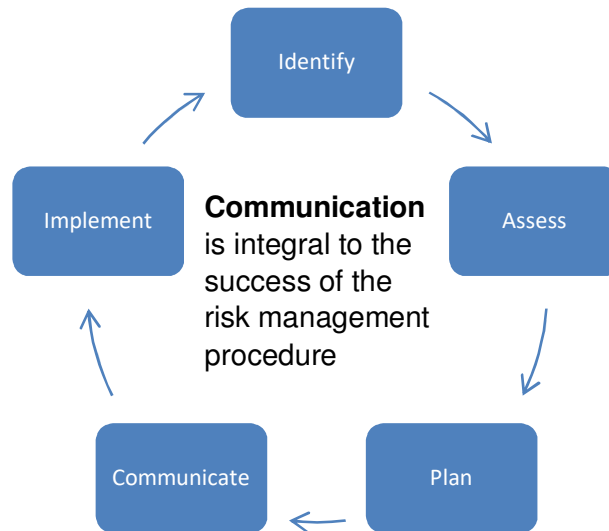 Identify
Implement
Assess
Communication
is integral to the
success of the
risk management
procedure
Communicate
Plan